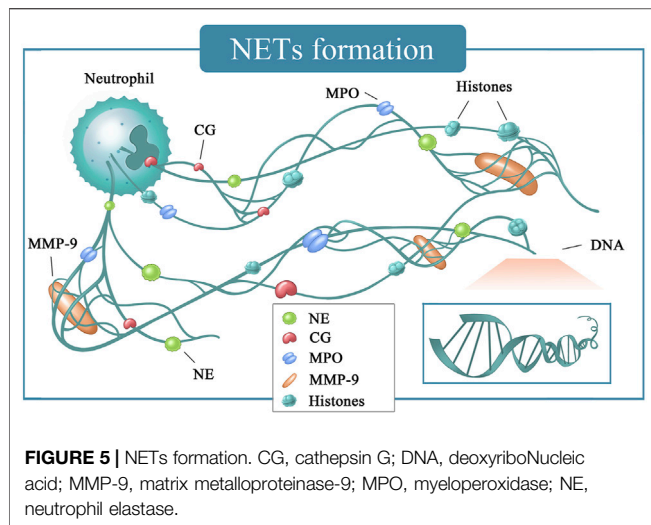 NETs formation
Neutrophil
MPO
Histones
CG
MMP-9
DNA
NE
NE
CG
MPO
MMP-9
Histones
FIGURE 5 | NETs formation. CG, cathepsin G; DNA, deoxyriboNucleic
acid; MMP-9, matrix metalloproteinase-9; MPO, myeloperoxidase; NE,
neutrophil elastase.